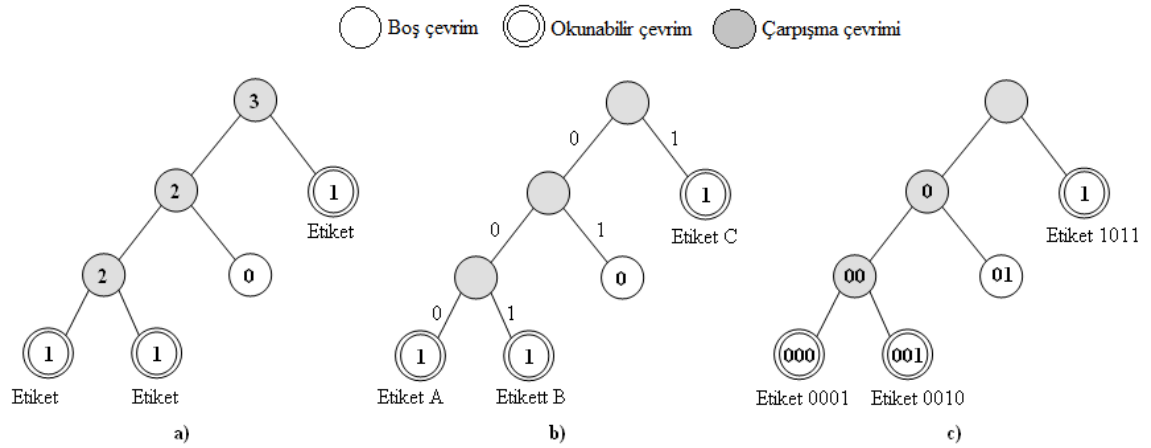 Boş çevrim Okunabilir çevrim Çarpışma çevrimi
3
0 1
2 1 1 0 1
Etiket Etiket C Etiket 1011
0 1
2 0 0 00 01
0 1
1 1 1 1 000 001
Etiket Etiket Etiket A Etikett B Etiket 0001 Etiket 0010
a) b) c)